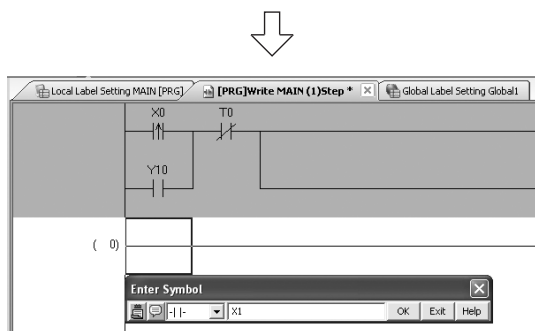 Local Label Setting MAIN [PRG] [PRG]Write MAIN (1)Step * Global Label Setting Global1
X0 T0
Y10
( 0)
Enter Symbol
X1 OK Exit Help